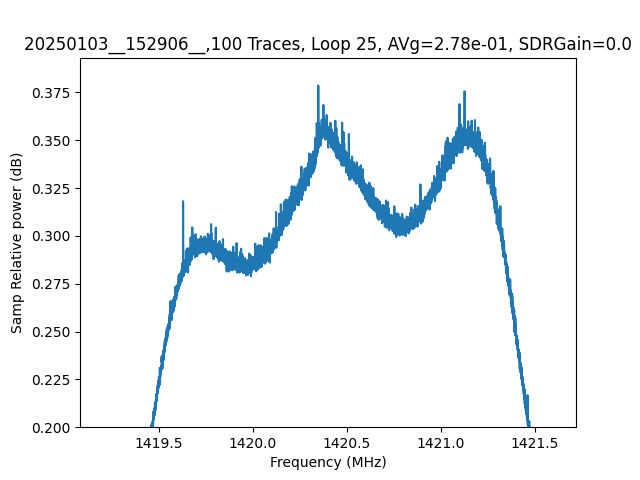 20250103__152906__,100 Traces, Loop 25, AVg=2.78e-01, SDRGain=0.0
Samp Relative power (dB)
0.375
0.350
0.325
0.300
0.275
0.250
0.225
0.200
1419.5 1420.0 1420.5 1421.0 1421.5
Frequency (MHz)